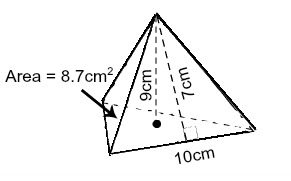 Area = 8.7cm²
9cm
7cm
10cm